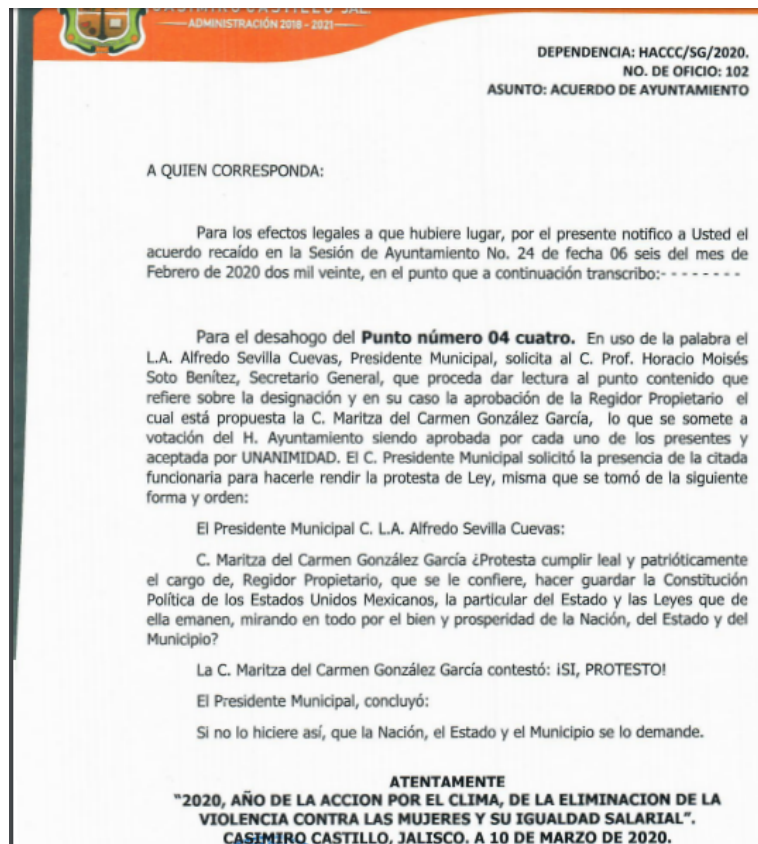 CASIMIRO CASTILLO JAL.
ADMINISTRACIÓN 2018 - 2021
DEPENDENCIA: HACCC/SG/2020.
NO. DE OFICIO: 102
ASUNTO: ACUERDO DE AYUNTAMIENTO
A QUIEN CORRESPONDA:
Para los efectos legales a que hubiere lugar, por el presente notifico a Usted el
acuerdo recaído en la Sesión de Ayuntamiento No. 24 de fecha 06 seis del mes de
Febrero de 2020 dos mil veinte, en el punto que a continuación transcribo:- - - - - - - -
Para el desahogo del Punto número 04 cuatro. En uso de la palabra el
L.A. Alfredo Sevilla Cuevas, Presidente Municipal, solicita al C. Prof. Horacio Moisés
Soto Benítez, Secretario General, que proceda dar lectura al punto contenido que
refiere sobre la designación y en su caso la aprobación de la Regidor Propietario el
cual está propuesta la C. Maritza del Carmen González García, lo que se somete a
votación del H. Ayuntamiento siendo aprobada por cada uno de los presentes y
aceptada por UNANIMIDAD. El C. Presidente Municipal solicitó la presencia de la citada
funcionaria para hacerle rendir la protesta de Ley, misma que se tomó de la siguiente
forma y orden:
El Presidente Municipal C. L.A. Alfredo Sevilla Cuevas:
C. Maritza del Carmen González García ¿Protesta cumplir leal y patrióticamente
el cargo de, Regidor Propietario, que se le confiere, hacer guardar la Constitución
Política de los Estados Unidos Mexicanos, la particular del Estado y las Leyes que de
ella emanen, mirando en todo por el bien y prosperidad de la Nación, del Estado y del
Municipio?
La C. Maritza del Carmen González García contestó: ¡SI, PROTESTO!
El Presidente Municipal, concluyó:
Si no lo hiciere así, que la Nación, el Estado y el Municipio se lo demande.
ATENTAMENTE
"2020, AÑO DE LA ACCION POR EL CLIMA, DE LA ELIMINACION DE LA
VIOLENCIA CONTRA LAS MUJERES Y SU IGUALDAD SALARIAL".
CASIMIRO CASTILLO, JALISCO. A 10 DE MARZO DE 2020.